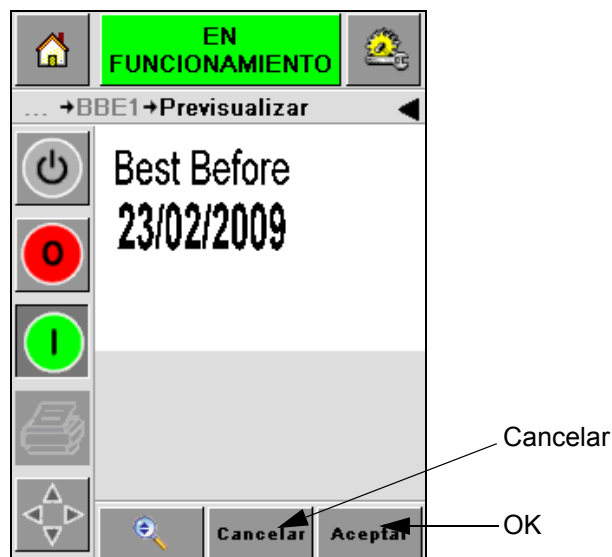 EN
FUNCIONAMIENTO
... →BBE1→Previsualizar
Best Before
23/02/2009
O
I
Cancelar
Cancelar Aceptar
OK